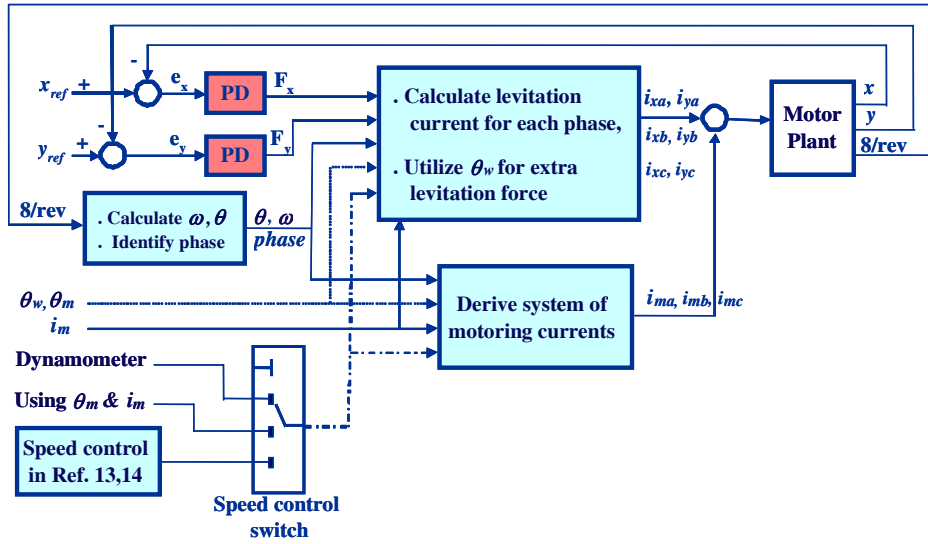 x_ref + - e_x PD F_x
y_ref + - e_y PD F_y
. Calculate levitation
current for each phase,
. Utilize θ_w for extra
levitation force
i_xa, i_ya
i_xb, i_yb
i_xc, i_yc
Motor
Plant
x
y
8/rev
8/rev
. Calculate ω, θ
. Identify phase
θ, ω
phase
θ_w, θ_m
i_m
Derive system of
motoring currents
i_ma, i_mb, i_mc
Dynamometer
Using θ_m & i_m
Speed control
in Ref. 13,14
Speed control
switch